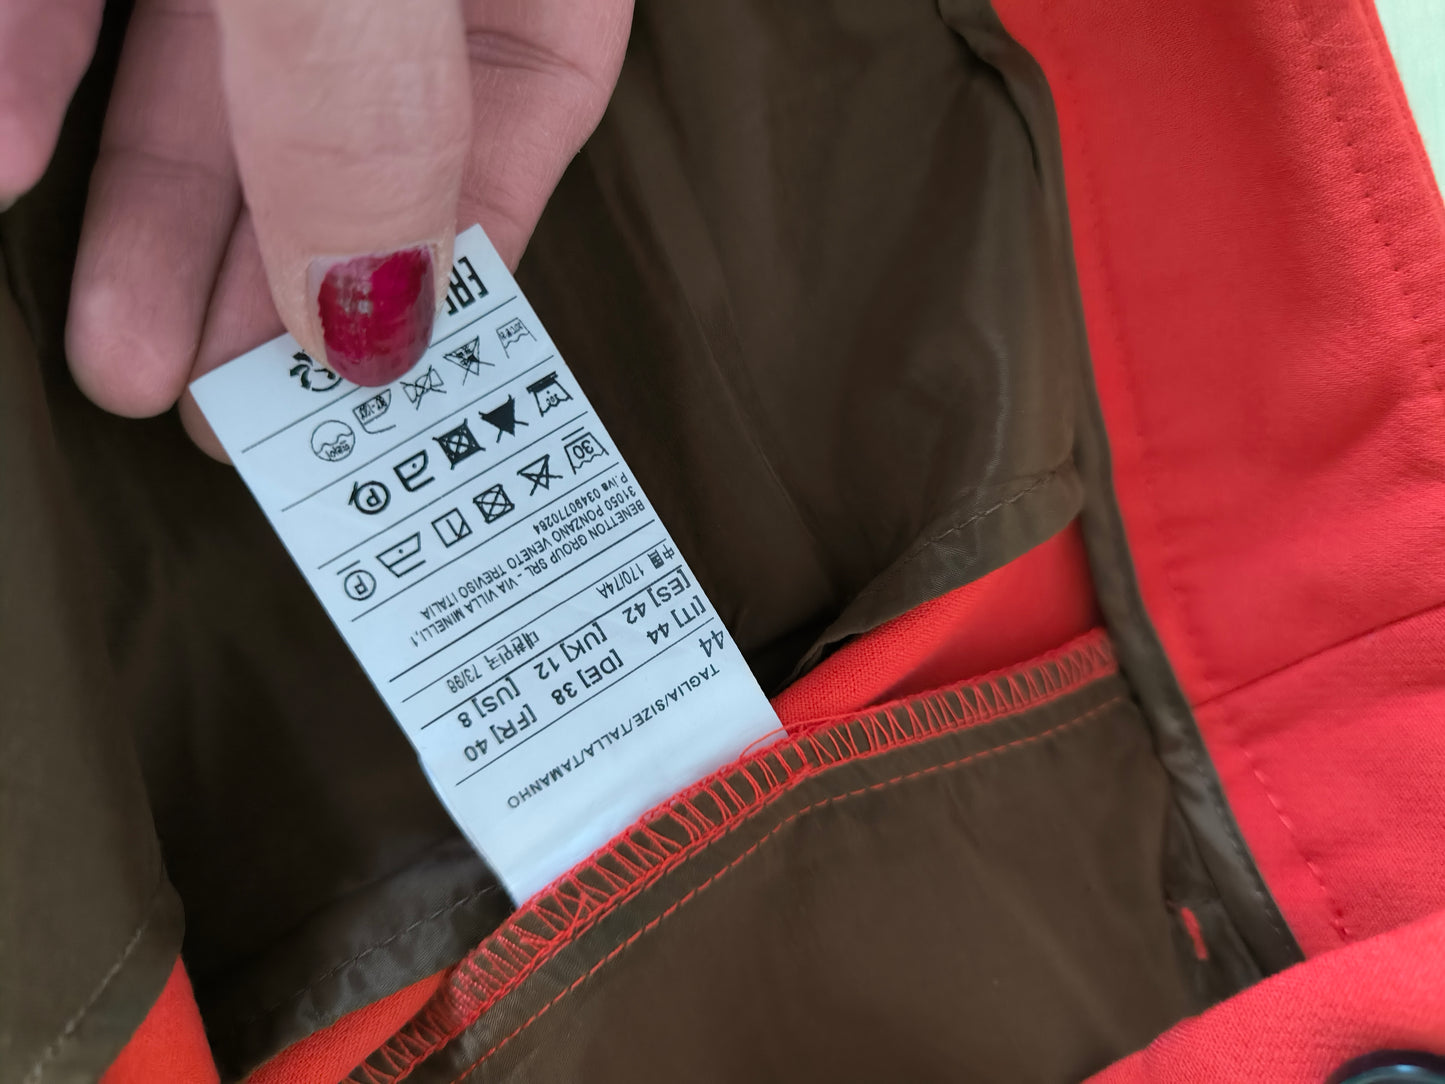 TAGLIA/SIZE/TALLA/TAMANHO
44
[IT] 44 [DE] 38 [FR] 40
[ES] 42 [UK] 12 [US] 8
中国 170/74A 대한민국 73/98
BENETTON GROUP SRL - VIA VILLA MINELLI,1
31050 PONZANO VENETO TREVISO ITALIA
P.iva 03490770264
30 P
P